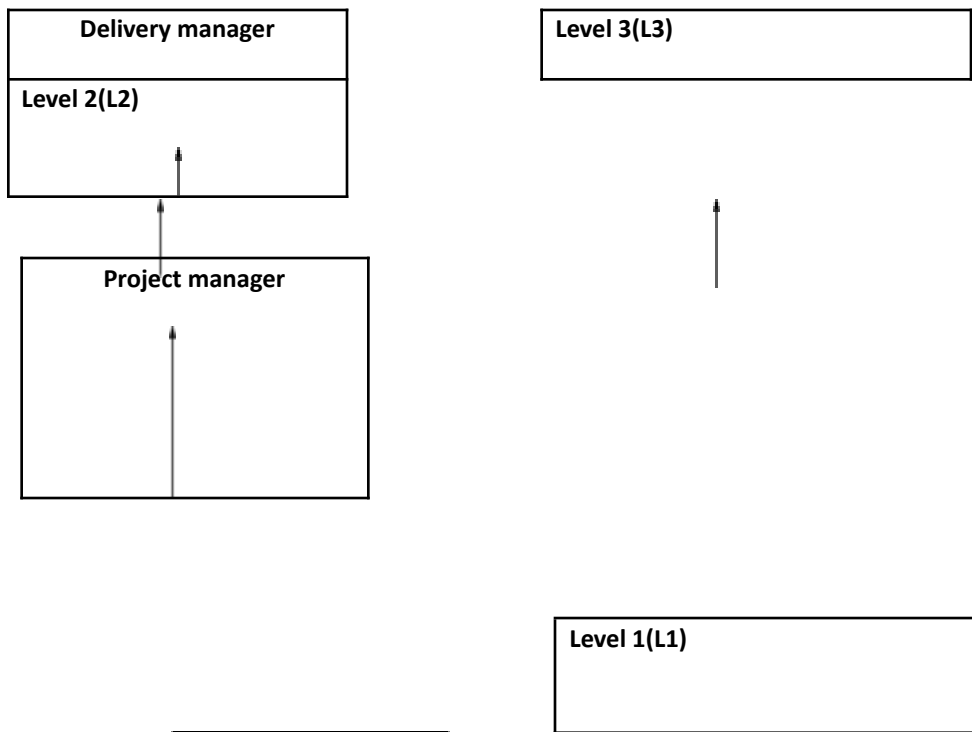 Delivery manager
Level 3(L3)
Level 2(L2)
Project manager
Level 1(L1)